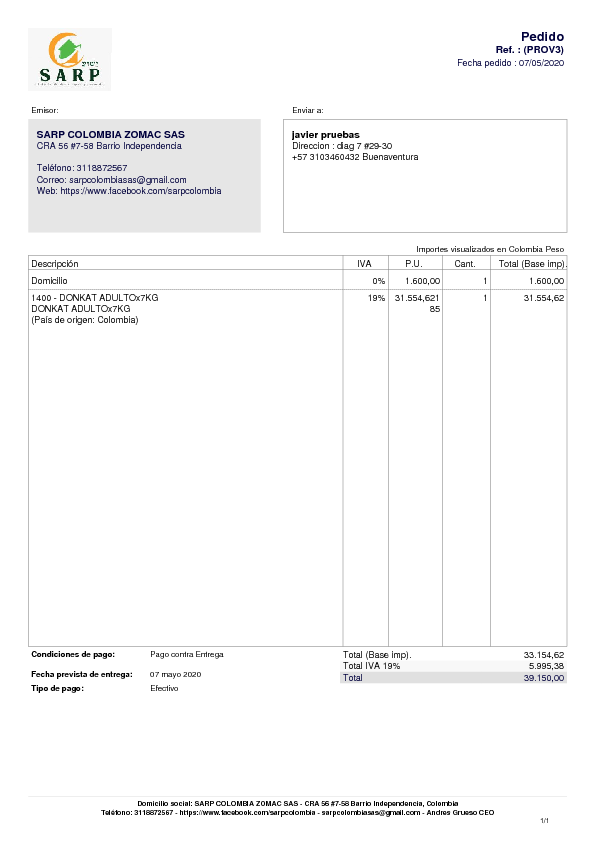 SARP
Pedido
Ref. : (PROV3)
Fecha pedido : 07/05/2020
Emisor:
Enviar a:
SARP COLOMBIA ZOMAC SAS
CRA 56 #7-58 Barrio Independencia
Teléfono: 3118872567
Correo: sarpcolombiasas@gmail.com
Web: https://www.facebook.com/sarpcolombia
javier pruebas
Direccion : diag 7 #29-30
+57 3103460432 Buenaventura
Importes visualizados en Colombia Peso
Descripción IVA P.U. Cant. Total (Base imp).
Domicilio 0% 1.600,00 1 1.600,00
1400 - DONKAT ADULTOx7KG 19% 31.554,621 1 31.554,62
DONKAT ADULTOx7KG 85
(País de origen: Colombia)
Condiciones de pago: Pago contra Entrega Total (Base imp). 33.154,62
Total IVA 19% 5.995,38
Fecha prevista de entrega: 07 mayo 2020 Total 39.150,00
Tipo de pago: Efectivo
Domicilio social: SARP COLOMBIA ZOMAC SAS - CRA 56 #7-58 Barrio Independencia, Colombia
Teléfono: 3118872567 - https://www.facebook.com/sarpcolombia - sarpcolombiasas@gmail.com - Andres Grueso CEO
1/1